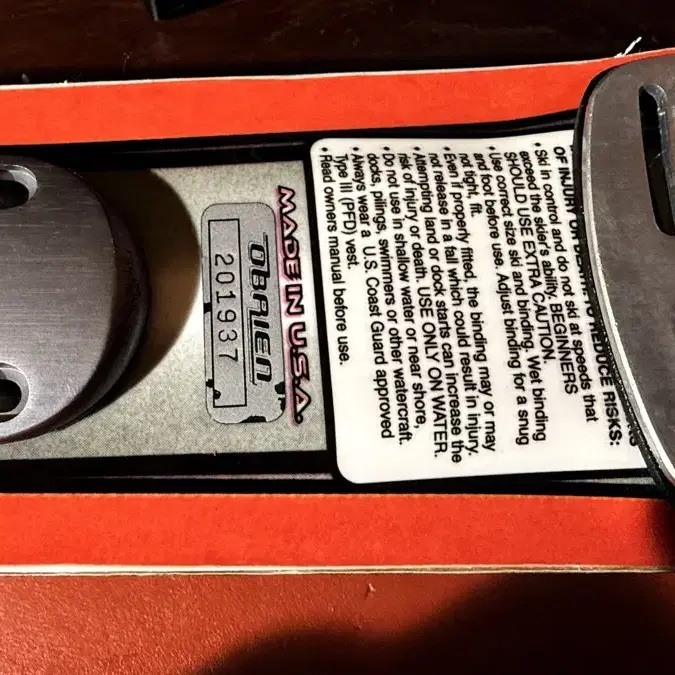 OF INJURY OR DEATH, TO REDUCE RISKS:
• Ski in control and do not ski at speeds that
exceed the skier's ability. BEGINNERS
SHOULD USE EXTRA CAUTION.
• Use correct size ski and binding. Wet binding
and foot before use. Adjust binding for a snug
not tight, fit.
• Even if properly fitted, the binding may or may
not release in a fall which could result in injury.
• Attempting land or dock starts can increase the
risk of injury or death. USE ONLY ON WATER.
• Do not use in shallow water or near shore,
docks, pilings, swimmers or other watercraft.
• Always wear a U.S. Coast Guard approved
Type III (PFD) vest.
• Read owners manual before use.
MADE IN U.S.A.
O'BRIEN
201937